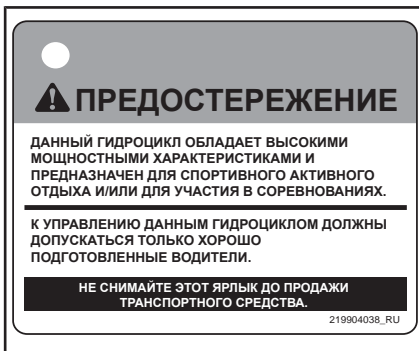 ПРЕДОСТЕРЕЖЕНИЕ
ДАННЫЙ ГИДРОЦИКЛ ОБЛАДАЕТ ВЫСОКИМИ
МОЩНОСТНЫМИ ХАРАКТЕРИСТИКАМИ И
ПРЕДНАЗНАЧЕН ДЛЯ СПОРТИВНОГО АКТИВНОГО
ОТДЫХА И/ИЛИ ДЛЯ УЧАСТИЯ В СОРЕВНОВАНИЯХ.
К УПРАВЛЕНИЮ ДАННЫМ ГИДРОЦИКЛОМ ДОЛЖНЫ
ДОПУСКАТЬСЯ ТОЛЬКО ХОРОШО
ПОДГОТОВЛЕННЫЕ ВОДИТЕЛИ.
НЕ СНИМАЙТЕ ЭТОТ ЯРЛЫК ДО ПРОДАЖИ
ТРАНСПОРТНОГО СРЕДСТВА.
219904038_RU